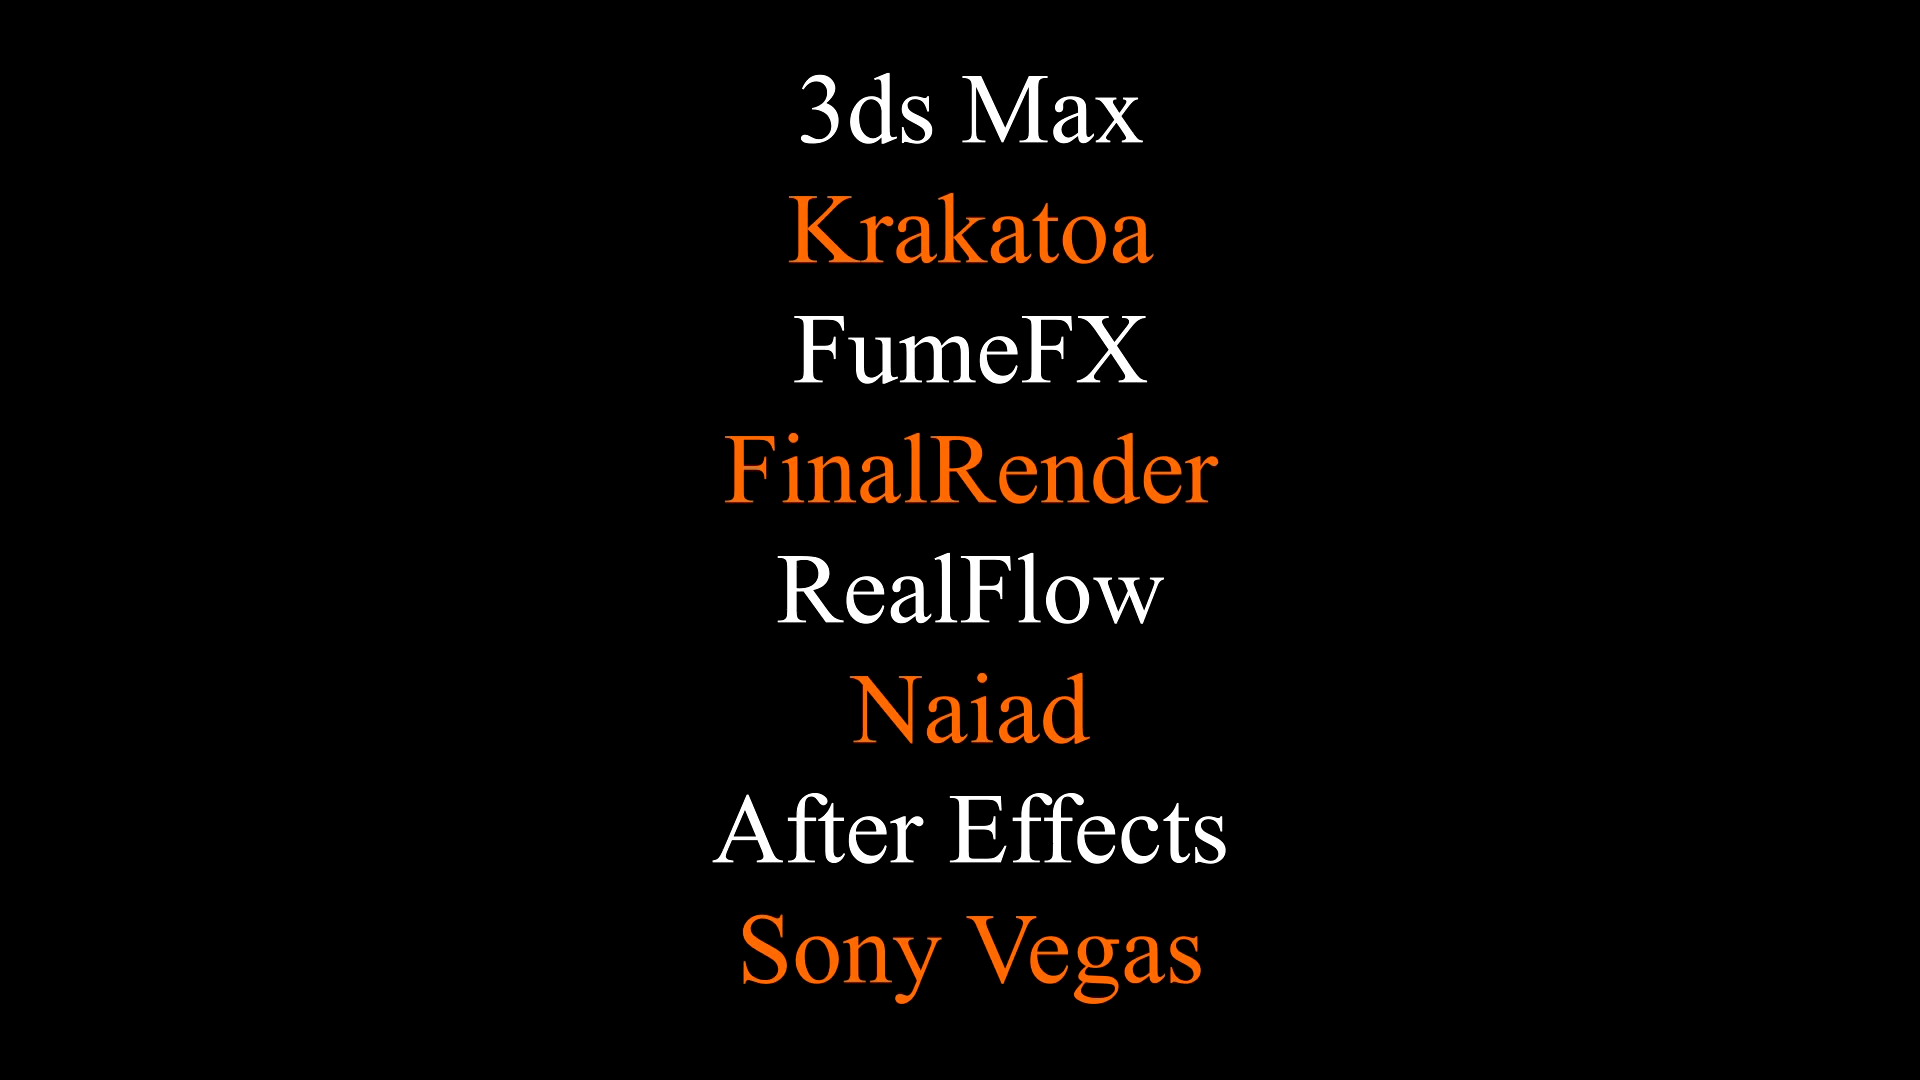 3ds Max
Krakatoa
FumeFX
FinalRender
RealFlow
Naiad
After Effects
Sony Vegas